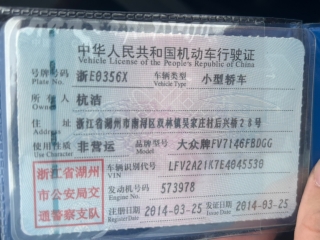 中华人民共和国机动车行驶证
Vehicle License of the People's Republic of China
号牌号码 浙E0356X 车辆类型 小型轿车
Plate No. Vehicle Type
所有人 杭洁
Owner
住址 浙江省湖州市南浔区双林镇吴家庄村后兴桥28号
Address
使用性质 非营运 品牌型号 大众牌FV7146FBDGG
Use Character Model
浙江省湖州市公安局交通警察支队
车辆识别代号 LFV2A21K7E4045538
VIN
发动机号码 573978
Engine No.
注册日期 2014-03-25 发证日期 2014-03-25
Register Date Issue Date